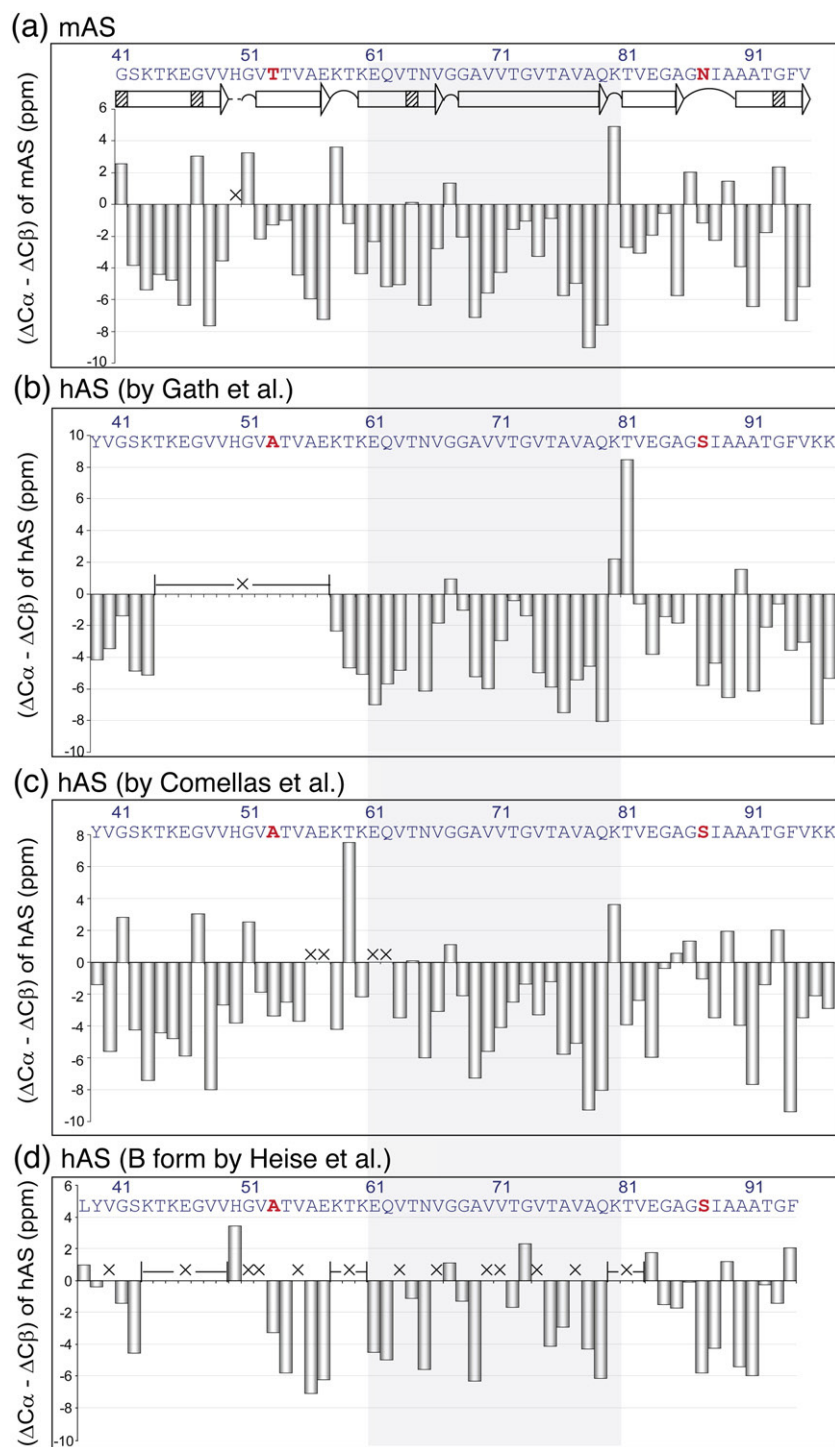 (a) mAS
41 51 61 71 81 91
GSKTKEGVVHGVTTVAEKTKEQVTNVGGAVVTGVTAVAQKTVEGAGNIAAATGFV
6
4
2
0
-2
-4
-6
-8
-10
(ΔCα - ΔCβ) of mAS (ppm)
(b) hAS (by Gath et al.)
41 51 61 71 81 91
YVGSKTKEGVVHGVATVAEKTKEQVTNVGGAVVTGVTAVAQKTVEGAGSIAAATGFVKK
10
8
6
4
2
0
-2
-4
-6
-8
-10
(ΔCα - ΔCβ) of hAS (ppm)
(c) hAS (by Comellas et al.)
41 51 61 71 81 91
YVGSKTKEGVVHGVATVAEKTKEQVTNVGGAVVTGVTAVAQKTVEGAGSIAAATGFVKK
8
6
4
2
0
-2
-4
-6
-8
-10
(ΔCα - ΔCβ) of hAS (ppm)
(d) hAS (B form by Heise et al.)
41 51 61 71 81 91
LYVGSKTKEGVVHGVATVAEKTKEQVTNVGGAVVTGVTAVAQKTVEGAGSIAAATGF
6
4
2
0
-2
-4
-6
-8
-10
(ΔCα - ΔCβ) of hAS (ppm)